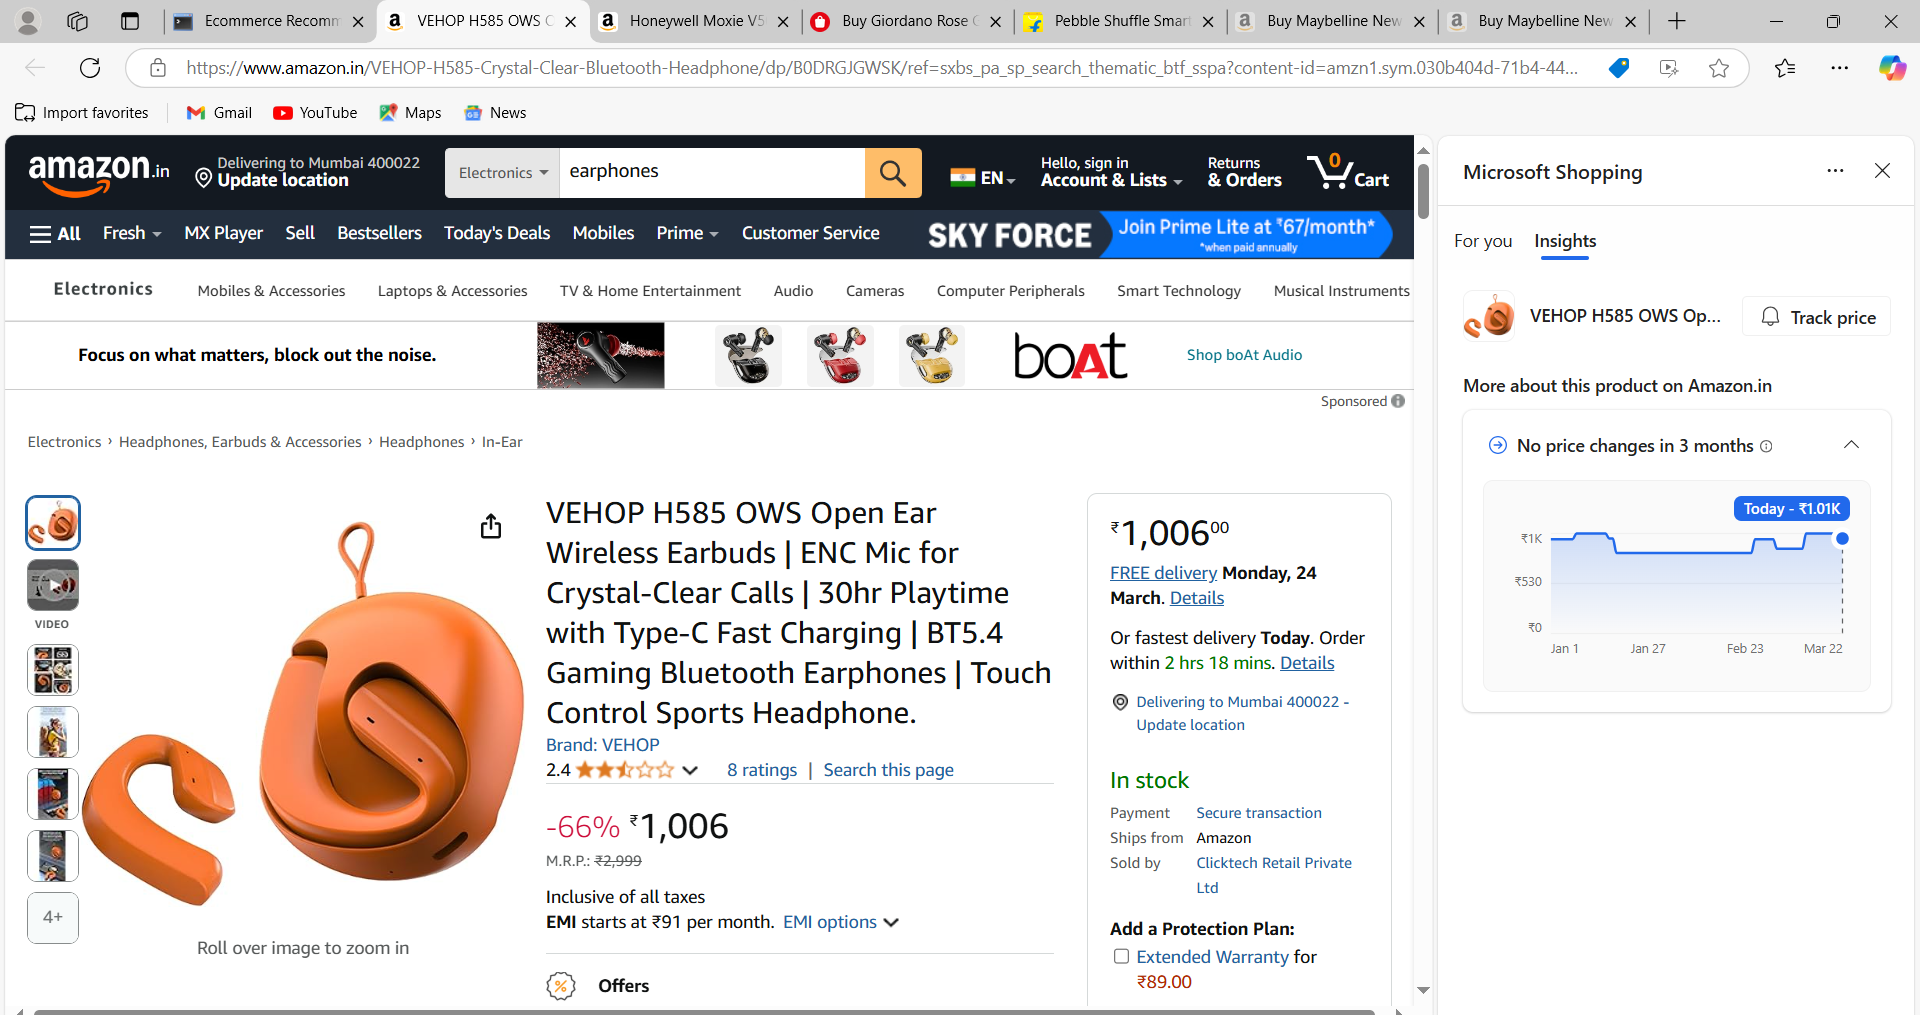 Ecommerce Recomm
VEHOP H585 OWS O
Honeywell Moxie V5
Buy Giordano Rose G
Pebble Shuffle Smart
Buy Maybelline New
Buy Maybelline New
https://www.amazon.in/VEHOP-H585-Crystal-Clear-Bluetooth-Headphone/dp/B0DRGJGWSK/ref=sxbs_pa_sp_search_thematic_btf_sspa?content-id=amzn1.sym.030b404d-71b4-44...
Import favorites
Gmail
YouTube
Maps
News
amazon.in
Delivering to Mumbai 400022
Update location
Electronics
earphones
EN
Hello, sign in
Account & Lists
Returns
& Orders
0
Cart
All
Fresh
MX Player
Sell
Bestsellers
Today's Deals
Mobiles
Prime
Customer Service
SKY FORCE
Join Prime Lite at ₹67/month*
*when paid annually
Electronics
Mobiles & Accessories
Laptops & Accessories
TV & Home Entertainment
Audio
Cameras
Computer Peripherals
Smart Technology
Musical Instruments
Focus on what matters, block out the noise.
boAt
Shop boAt Audio
Sponsored
Electronics › Headphones, Earbuds & Accessories › Headphones › In-Ear
VIDEO
4+
Roll over image to zoom in
VEHOP H585 OWS Open Ear
Wireless Earbuds | ENC Mic for
Crystal-Clear Calls | 30hr Playtime
with Type-C Fast Charging | BT5.4
Gaming Bluetooth Earphones | Touch
Control Sports Headphone.
Brand: VEHOP
2.4
8 ratings | Search this page
-66% ₹1,006
M.R.P.: ₹2,999
Inclusive of all taxes
EMI starts at ₹91 per month. EMI options
Offers
₹1,00600
FREE delivery Monday, 24
March. Details
Or fastest delivery Today. Order
within 2 hrs 18 mins. Details
Delivering to Mumbai 400022 -
Update location
In stock
Payment Secure transaction
Ships from Amazon
Sold by Clicktech Retail Private
Ltd
Add a Protection Plan:
Extended Warranty for
₹89.00
Microsoft Shopping
For you
Insights
VEHOP H585 OWS Op...
Track price
More about this product on Amazon.in
No price changes in 3 months
Today - ₹1.01K
₹1K
₹530
₹0
Jan 1
Jan 27
Feb 23
Mar 22